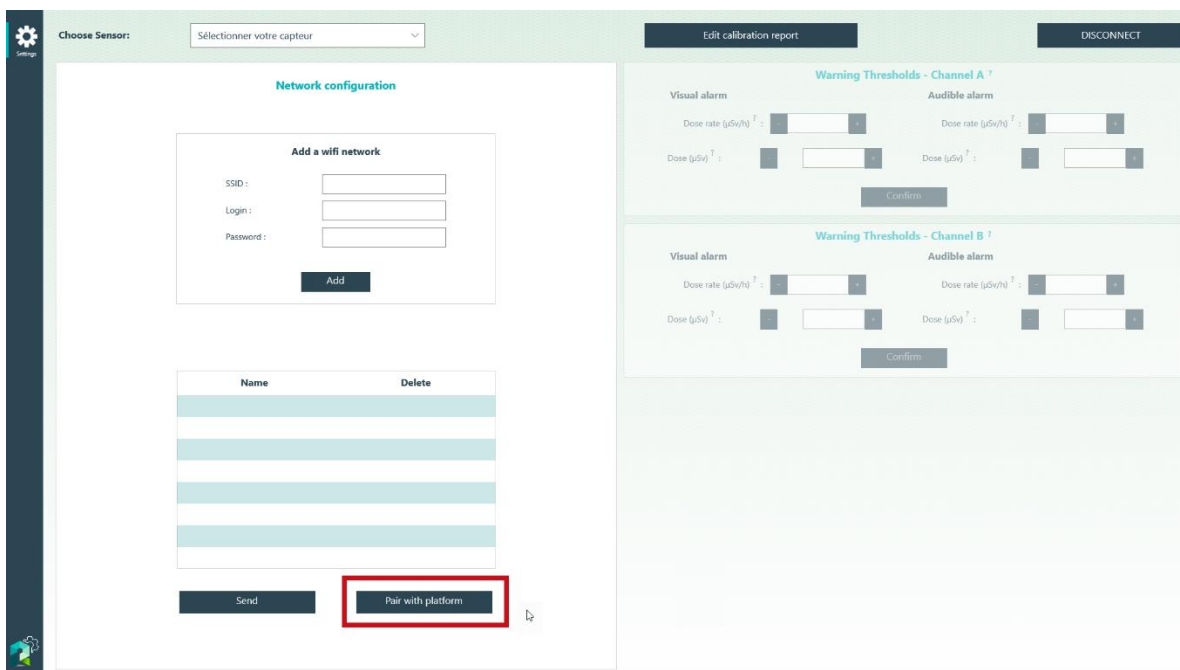 Settings
Choose Sensor:
Sélectionner votre capteur
Edit calibration report
DISCONNECT
Network configuration
Add a wifi network
SSID :
Login :
Password :
Add
Name Delete
Send
Pair with platform
Warning Thresholds - Channel A ?
Visual alarm Audible alarm
Dose rate (µSv/h) ? : - + Dose rate (µSv/h) ? : - +
Dose (µSv) ? : - + Dose (µSv) ? : - +
Confirm
Warning Thresholds - Channel B ?
Visual alarm Audible alarm
Dose rate (µSv/h) ? : - + Dose rate (µSv/h) ? : - +
Dose (µSv) ? : - + Dose (µSv) ? : - +
Confirm